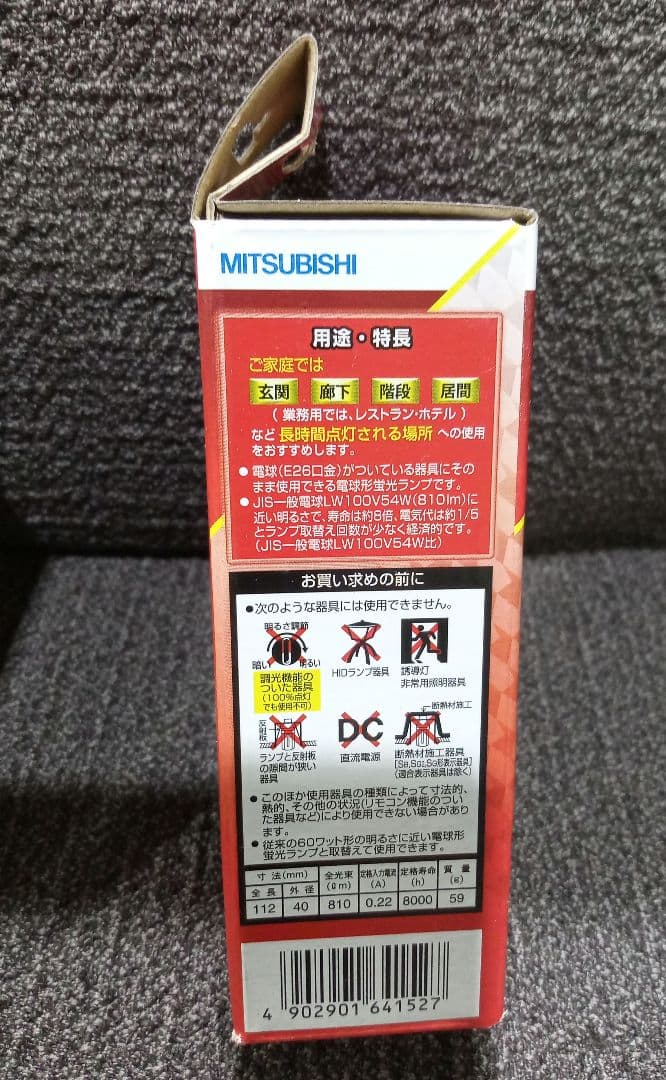 MITSUBISHI
用途・特長
ご家庭では
玄関 廊下 階段 居間
( 業務用では、レストラン・ホテル )
など 長時間点灯される場所 への使用
をおすすめします。
● 電球(E26口金)がついている器具にその
まま使用できる電球形蛍光ランプです。
● JIS一般電球LW100V54W(810lm)に
近い明るさで、寿命は約8倍、電気代は約1/5
とランプ取替え回数が少なく経済的です。
(JIS一般電球LW100V54W比)
お買い求めの前に
●次のような器具には使用できません。
明るさ調節
暗い 明るい
調光機能の
ついた器具
(100%点灯
でも使用不可)
HIDランプ器具
誘導灯
非常用照明器具
反射板
ランプと反射板
の隙間が狭い
器具
DC
直流電源
断熱材施工
断熱材施工器具
(適合表示器具は除く)
● このほか使用器具の種類によって寸法的、
熱的、その他の状況(リモコン機能のつい
た器具など)により使用できない場合があり
ます。
● 従来の60ワット形の明るさに近い電球形
蛍光ランプと取替えて使用できます。
寸法(mm) 全光束(ℓm) 定格入力電流(A) 定格寿命(h) 質量(g)
全長 外径
112 40 810 0.22 8000 59
4 902901 641527